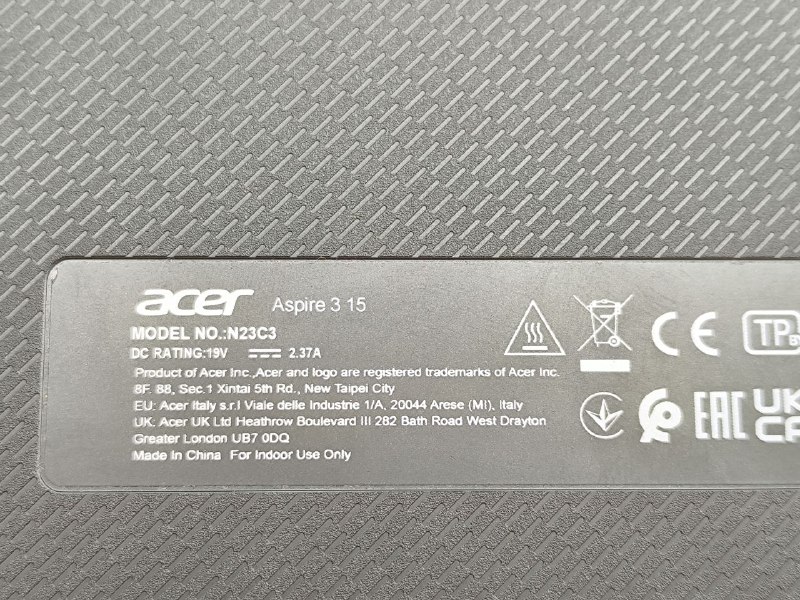 acer Aspire 3 15
MODEL NO.:N23C3
DC RATING:19V 2.37A
Product of Acer Inc.,Acer and logo are registered trademarks of Acer Inc.
8F. 88, Sec.1 Xintai 5th Rd., New Taipei City
EU: Acer Italy s.r.l Viale delle Industrie 1/A, 20044 Arese (MI), Italy
UK: Acer UK Ltd Heathrow Boulevard III 282 Bath Road West Drayton
Greater London UB7 0DQ
Made In China For Indoor Use Only
CE TP
EAC UK
CA